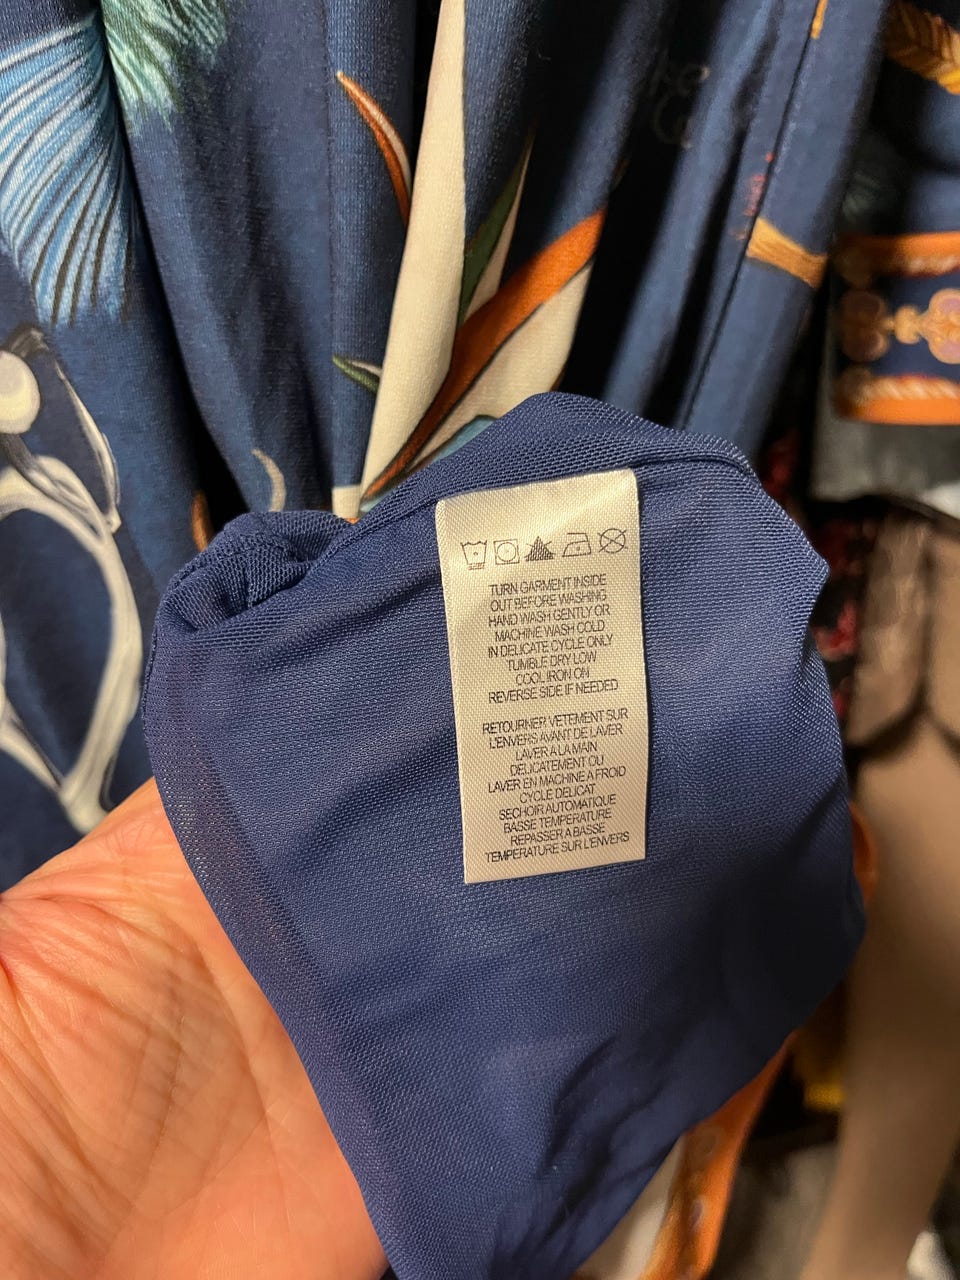 TURN GARMENT INSIDE
OUT BEFORE WASHING
HAND WASH GENTLY OR
MACHINE WASH COLD
IN DELICATE CYCLE ONLY
TUMBLE DRY LOW
COOL IRON ON
REVERSE SIDE IF NEEDED
RETOURNER VETEMENT SUR
L'ENVERS AVANT DE LAVER
LAVER A LA MAIN
DELICATEMENT OU
LAVER EN MACHINE A FROID
CYCLE DELICAT
SECHOIR AUTOMATIQUE
BASSE TEMPERATURE
REPASSER A BASSE
TEMPERATURE SUR L'ENVERS